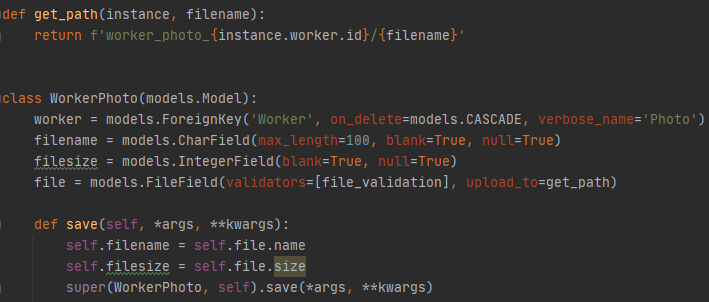 def get_path(instance, filename):
    return f'worker_photo_{instance.worker.id}/{filename}'
class WorkerPhoto(models.Model):
    worker = models.ForeignKey('Worker', on_delete=models.CASCADE, verbose_name='Photo')
    filename = models.CharField(max_length=100, blank=True, null=True)
    filesize = models.IntegerField(blank=True, null=True)
    file = models.FileField(validators=[file_validation], upload_to=get_path)
    def save(self, *args, **kwargs):
        self.filename = self.file.name
        self.filesize = self.file.size
        super(WorkerPhoto, self).save(*args, **kwargs)